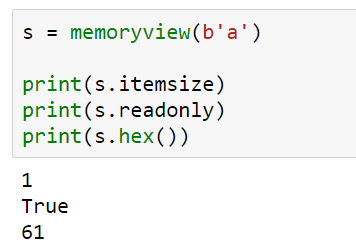 s = memoryview(b'a')
print(s.itemsize)
print(s.readonly)
print(s.hex())
1
True
61